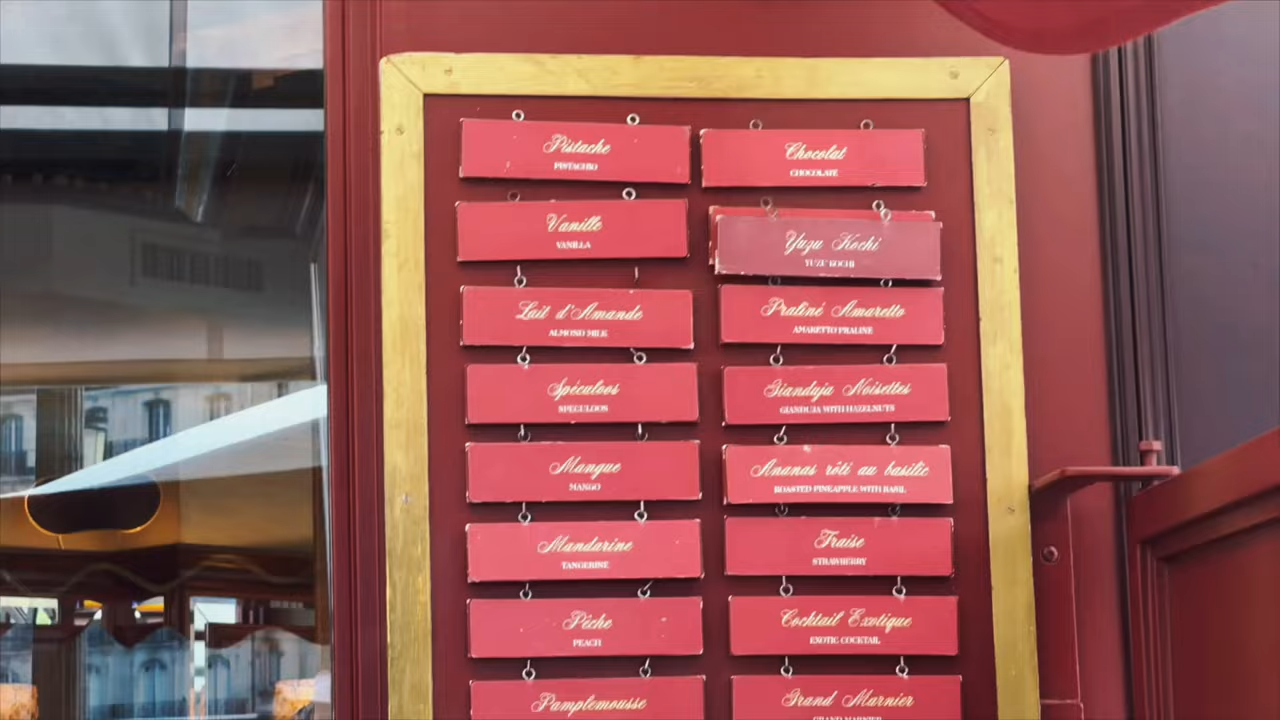 Pistache
PISTACHIO
Vanille
VANILLA
Lait d'Amande
ALMOND MILK
Spéculoos
SPECULOOS
Mangue
MANGO
Mandarine
TANGERINE
Pêche
PEACH
Pamplemousse
Chocolat
CHOCOLATE
Yuzu Kochi
YUZU KOCHI
Praliné Amaretto
AMARETTO PRALINE
Gianduja Noisettes
GIANDUJA WITH HAZELNUTS
Ananas rôti au basilic
ROASTED PINEAPPLE WITH BASIL
Fraise
STRAWBERRY
Cocktail Exotique
EXOTIC COCKTAIL
Grand Marnier
GRAND MARNIER